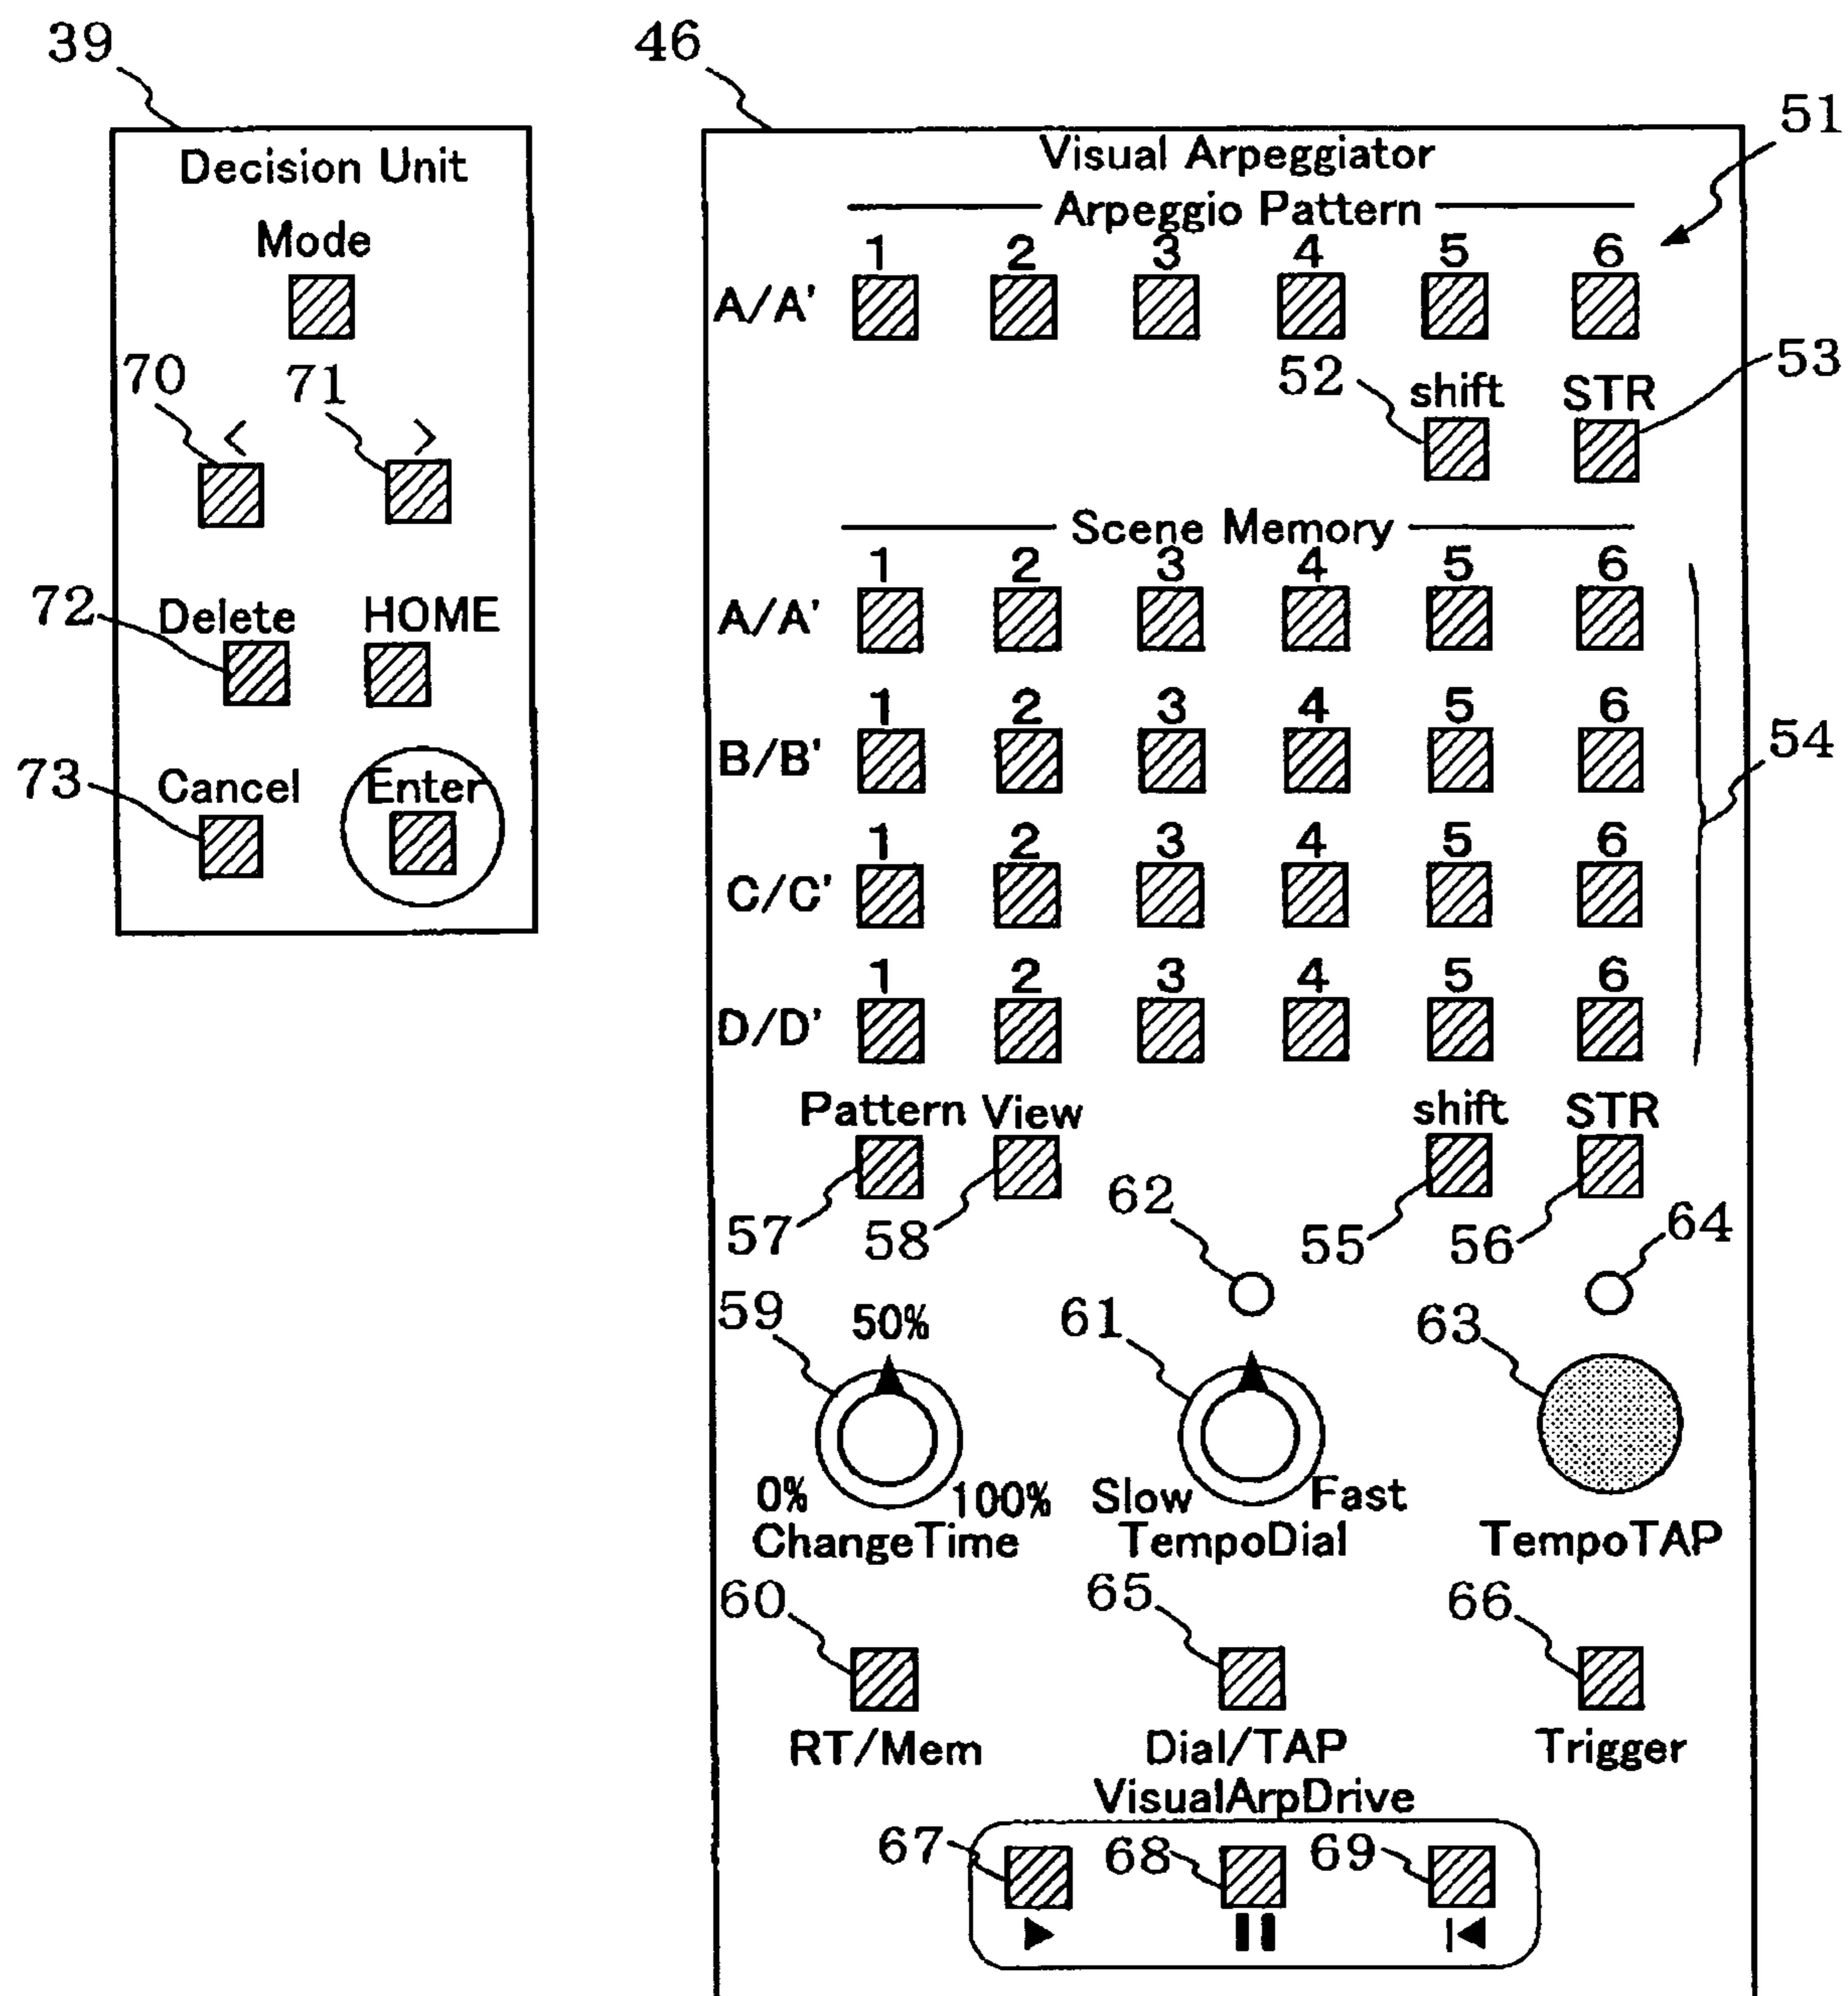 39
Decision Unit
Mode
70 71
< >
72 Delete HOME
73 Cancel Enter
46
51
Visual Arpeggiator
Arpeggio Pattern
1 2 3 4 5 6
A/A'
52 shift STR 53
Scene Memory
1 2 3 4 5 6
A/A'
1 2 3 4 5 6
B/B'
54
1 2 3 4 5 6
C/C'
1 2 3 4 5 6
D/D'
Pattern View shift STR
57 58 62 55 56 64
59 50% 61 63
0% 100% Slow Fast
ChangeTime TempoDial TempoTAP
60 65 66
RT/Mem Dial/TAP Trigger
VisualArpDrive
67 68 69